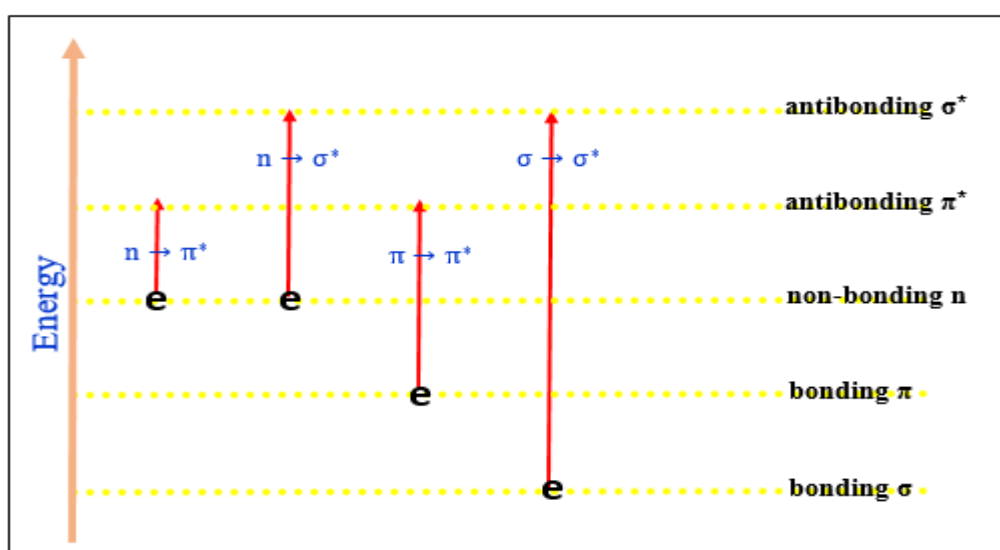 antibonding σ*
n → σ*
σ → σ*
antibonding π*
n → π*
π → π*
e
e
non-bonding n
Energy
e
bonding π
e
bonding σ